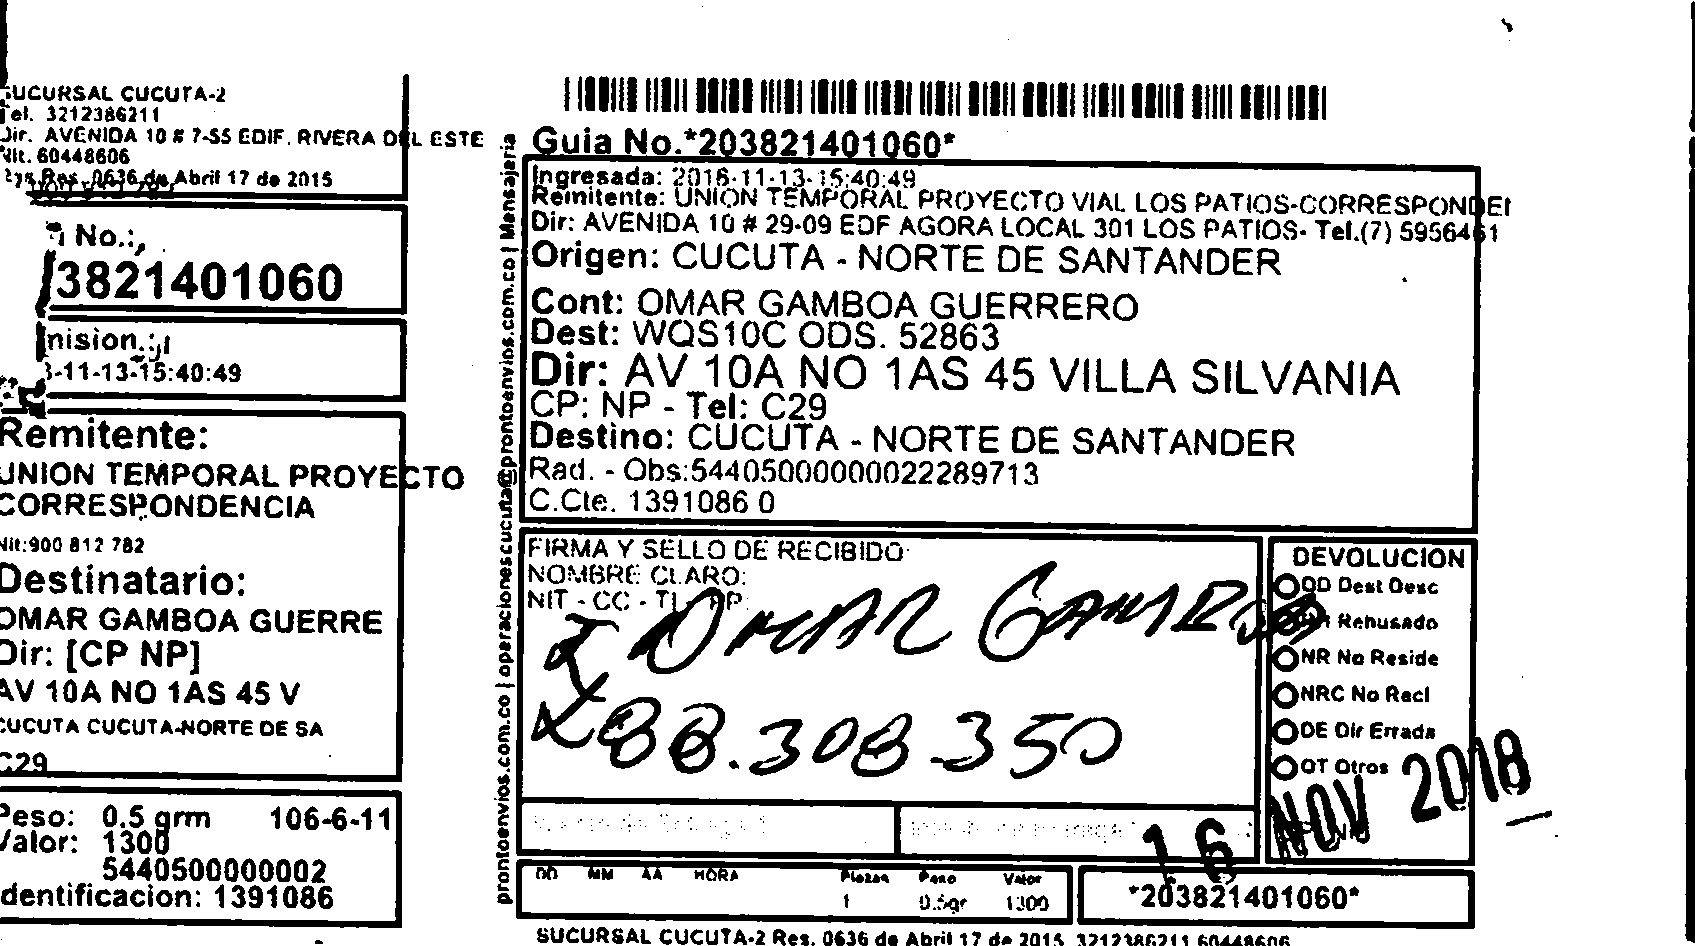 SUCURSAL CUCUTA-2
Tel. 3212386211
Dir. AVENIDA 10 # 7-55 EDIF. RIVERA DEL ESTE
Nit. 60448606
Res. 0636 de Abril 17 de 2015
No.:
3821401060
3-11-13-15:40:49
Remitente:
UNION TEMPORAL PROYECTO
CORRESPONDENCIA
Nit:900 812 782
Destinatario:
OMAR GAMBOA GUERRE
Dir: [CP NP]
AV 10A NO 1AS 45 V
CUCUTA CUCUTA-NORTE DE SA
C29
Peso: 0.5 grm 106-6-11
Valor: 1300
5440500000002
Identificacion: 1391086
prontoenvios.com.co | operacionescucuta@prontoenvios.com.co | Mensajeria
Guia No.*203821401060*
Ingresada: 2018-11-13-15:40:49
Remitente: UNION TEMPORAL PROYECTO VIAL LOS PATIOS-CORRESPONDEN
Dir: AVENIDA 10 # 29-09 EDF AGORA LOCAL 301 LOS PATIOS- Tel.(7) 5956461
Origen: CUCUTA - NORTE DE SANTANDER
Cont: OMAR GAMBOA GUERRERO
Dest: WQS10C ODS. 52863
Dir: AV 10A NO 1AS 45 VILLA SILVANIA
CP: NP - Tel: C29
Destino: CUCUTA - NORTE DE SANTANDER
Rad. - Obs:54405000000022289713
C.Cte. 1391086 0
FIRMA Y SELLO DE RECIBIDO:
NOMBRE CLARO:
NIT - CC - TI
OMAR GAMBOA
88.308.350
DEVOLUCION
DD Dest Desc
Rehusado
NR No Reside
NRC No Recl
DE Dir Errada
OT Otros
16 NOV 2018
DD MM AA HORA Piezas Peso Valor
1 0.5gr 1300
*203821401060*
SUCURSAL CUCUTA-2 Res. 0636 de Abril 17 de 2015 3212386211 60448606